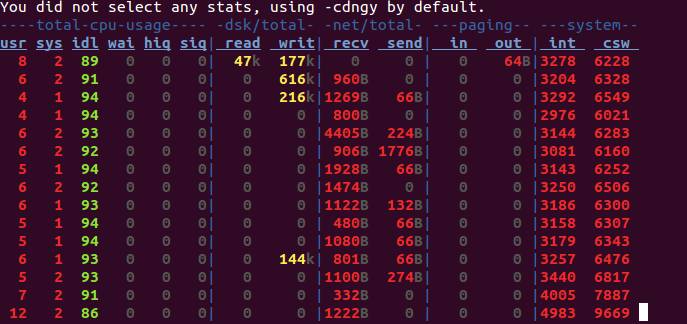 You did not select any stats, using -cdngy by default.
----total-cpu-usage---- -dsk/total- -net/total- ---paging-- ---system--
usr sys idl wai hiq siq| read  writ| recv  send|  in   out | int   csw
  8   2  89   0   0   0|  47k  177k|   0     0 |   0    64B|3278  6228
  6   2  91   0   0   0|   0   616k| 960B    0 |   0     0 |3204  6328
  4   1  94   0   0   0|   0   216k|1269B   66B|   0     0 |3292  6549
  4   1  94   0   0   0|   0     0 | 800B    0 |   0     0 |2976  6021
  6   2  93   0   0   0|   0     0 |4405B  224B|   0     0 |3144  6283
  6   2  92   0   0   0|   0     0 | 906B 1776B|   0     0 |3081  6160
  5   1  94   0   0   0|   0     0 |1928B   66B|   0     0 |3143  6252
  6   2  92   0   0   0|   0     0 |1474B    0 |   0     0 |3250  6506
  6   1  93   0   0   0|   0     0 |1122B  132B|   0     0 |3186  6300
  5   1  94   0   0   0|   0     0 | 480B   66B|   0     0 |3158  6307
  5   1  94   0   0   0|   0     0 |1080B   66B|   0     0 |3179  6343
  6   1  93   0   0   0|   0   144k| 801B   66B|   0     0 |3257  6476
  5   2  93   0   0   0|   0     0 |1100B  274B|   0     0 |3440  6817
  7   2  91   0   0   0|   0     0 | 332B    0 |   0     0 |4005  7887
 12   2  86   0   0   0|   0     0 |1222B    0 |   0     0 |4983  9669